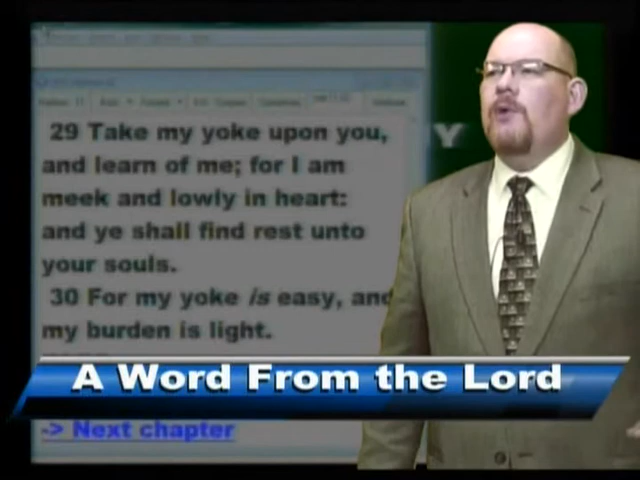 29 Take my yoke upon you,
and learn of me; for I am
meek and lowly in heart:
and ye shall find rest unto
your souls.
30 For my yoke is easy, and
my burden is light.
Y
A Word From the Lord
-> Next chapter